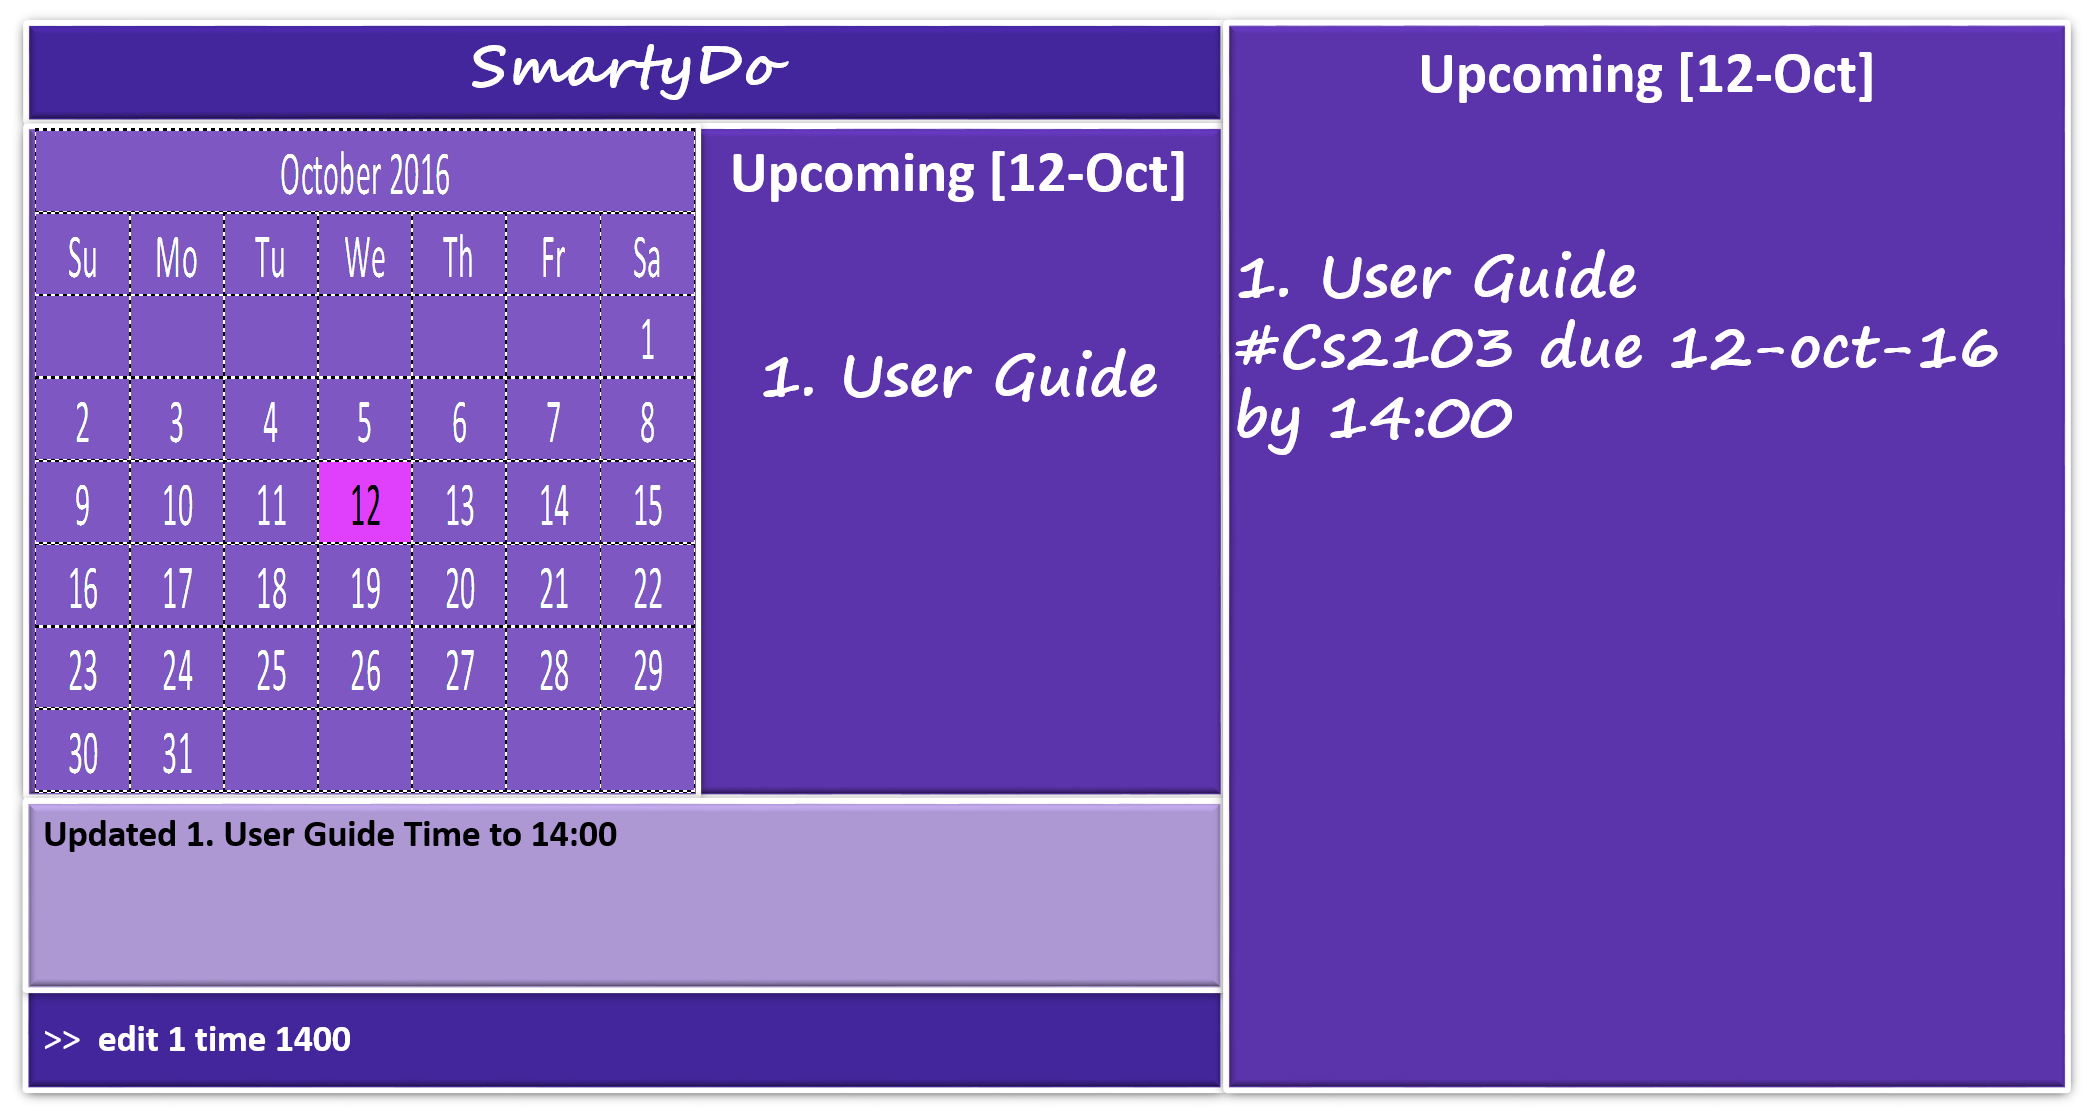 SmartyDo
October 2016
Su Mo Tu We Th Fr Sa
1
2 3 4 5 6 7 8
9 10 11 12 13 14 15
16 17 18 19 20 21 22
23 24 25 26 27 28 29
30 31
Upcoming [12-Oct]
1. User Guide
Updated 1. User Guide Time to 14:00
>> edit 1 time 1400
Upcoming [12-Oct]
1. User Guide
#Cs2103 due 12-oct-16
by 14:00